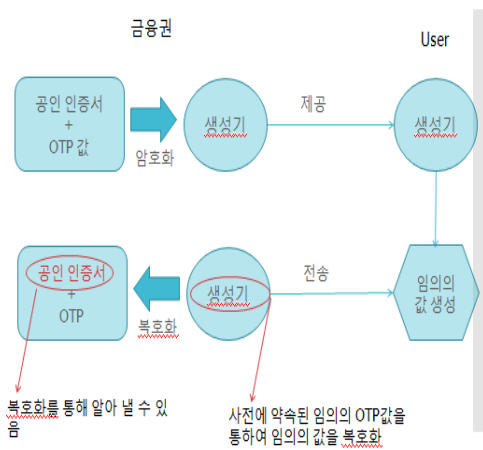 금융권
User
공인 인증서
+
OTP 값
암호화
생성기
제공
생성기
공인 인증서
+
OTP
복호화
생성기
전송
임의의
값 생성
복호화를 통해 알아 낼 수 있
음
사전에 약속된 임의의 OTP값을
통하여 임의의 값을 복호화